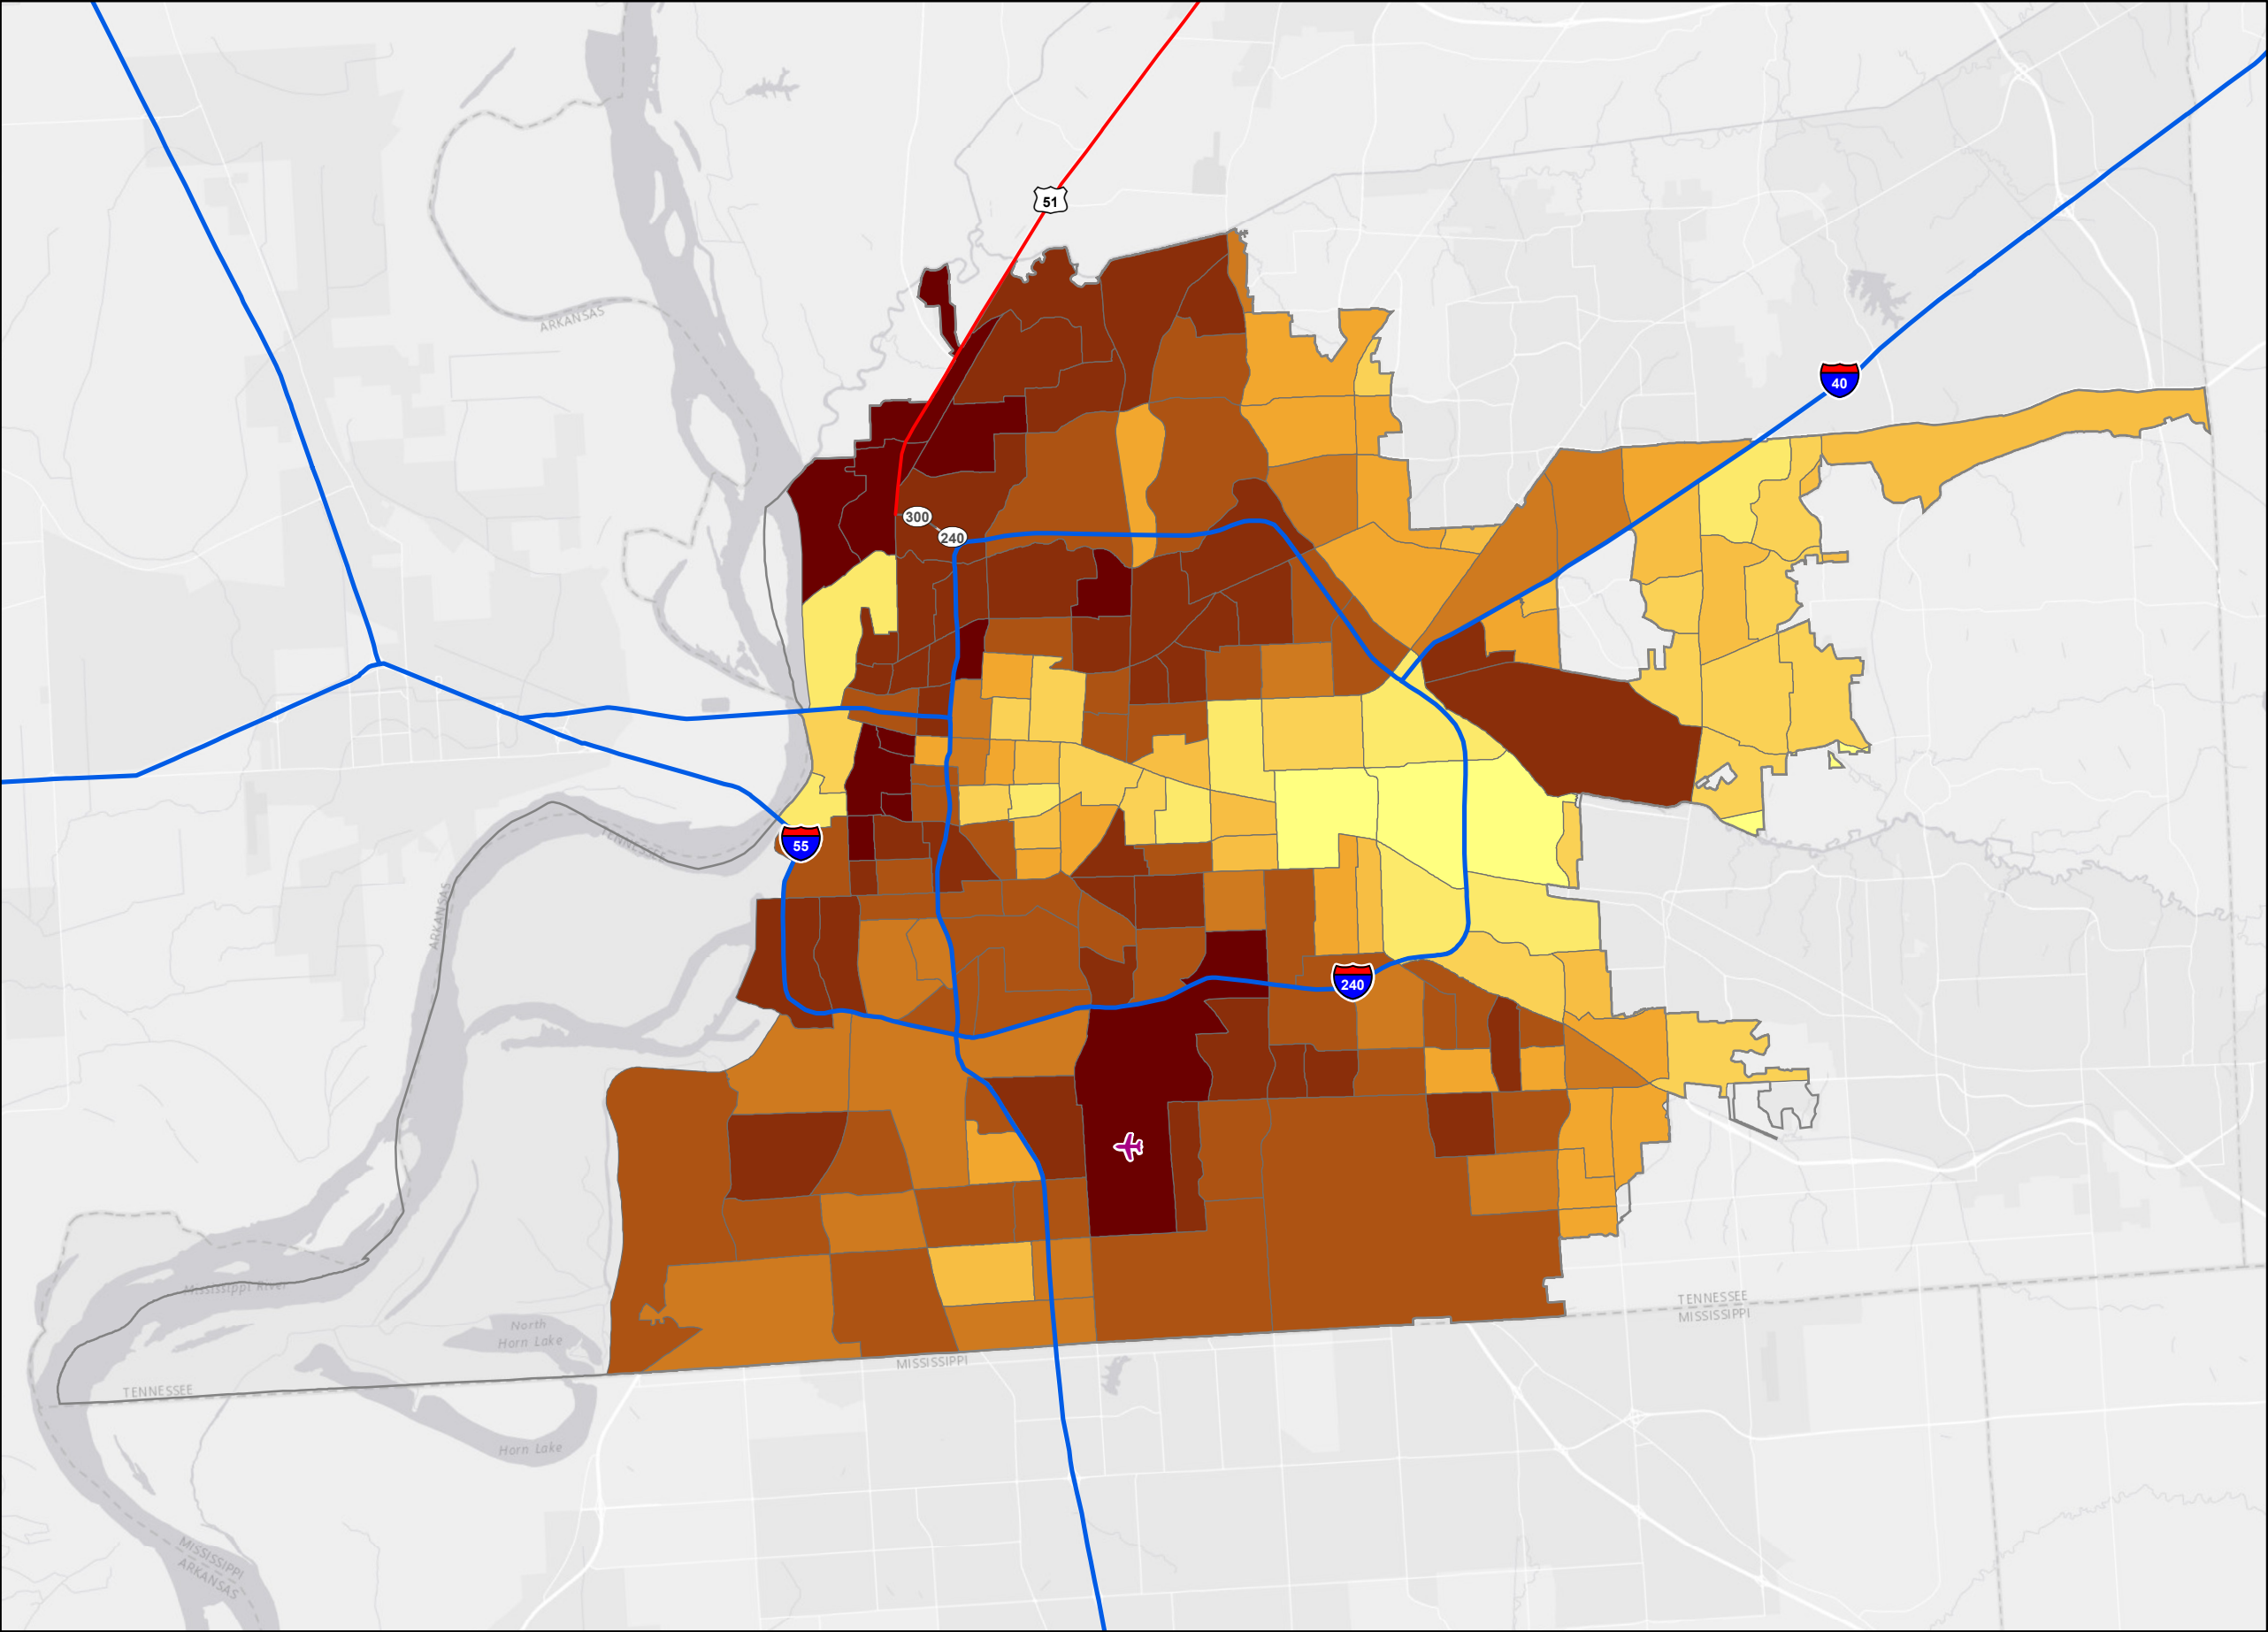 51
ARKANSAS
40
300
240
55
TENNESSEE
ARKANSAS
240
Mississippi River
TENNESSEE
MISSISSIPPI
North
Horn Lake
MISSISSIPPI
TENNESSEE
Horn Lake
MISSISSIPPI
ARKANSAS